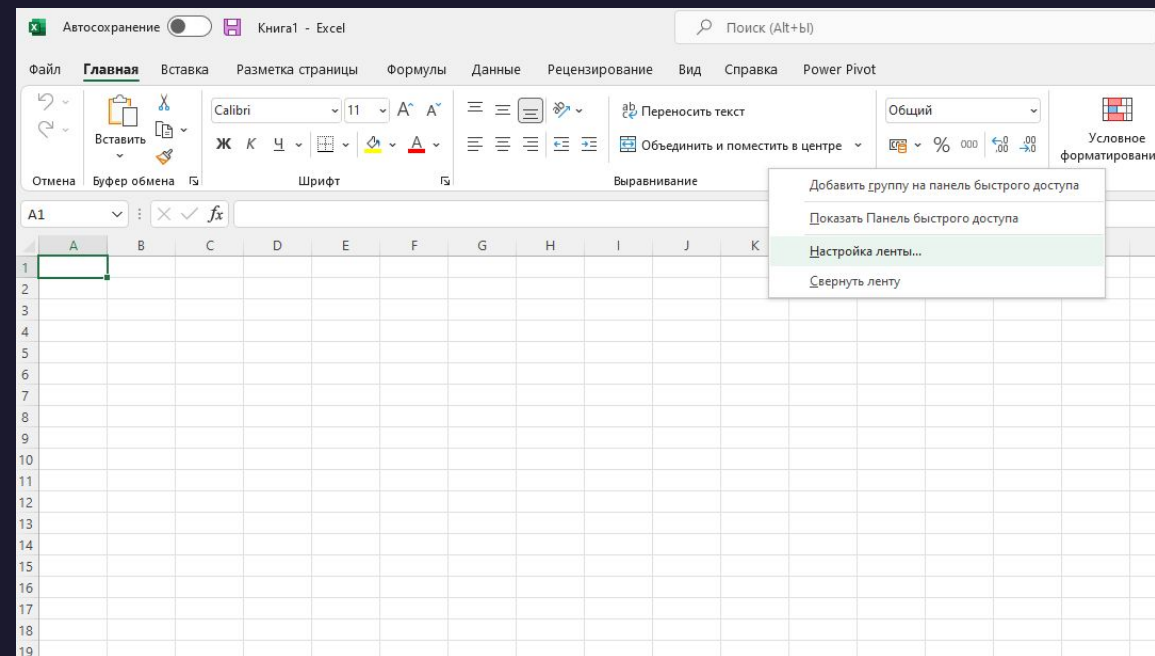 Автосохранение Книга1 - Excel Поиск (Alt+Ы)
Файл Главная Вставка Разметка страницы Формулы Данные Рецензирование Вид Справка Power Pivot
Calibri 11 A A ab Переносить текст Общий
Вставить Ж К Ч A Объединить и поместить в центре % 000 Условное
форматировани
Отмена Буфер обмена Шрифт Выравнивание
Добавить группу на панель быстрого доступа
Показать Панель быстрого доступа
Настройка ленты...
Свернуть ленту
A1 fx
A B C D E F G H I J K
1
2
3
4
5
6
7
8
9
10
11
12
13
14
15
16
17
18
19